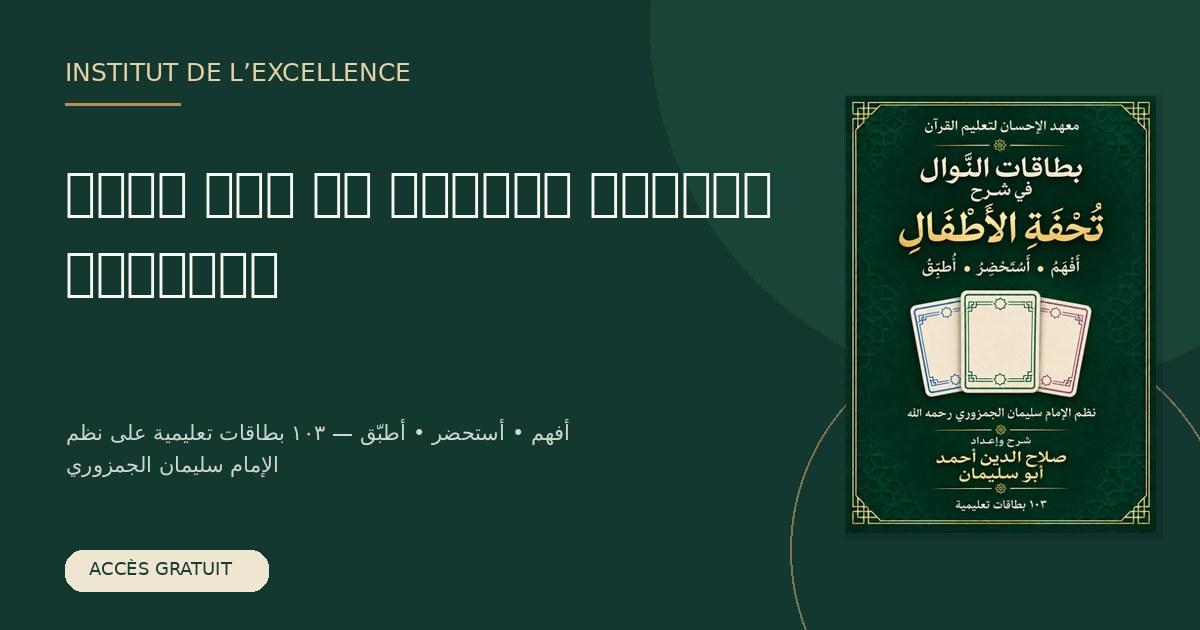 INSTITUT DE L’EXCELLENCE
أفهم • أستحضر • أطبّق — ١٠٣ بطاقات تعليمية على نظم
الإمام سليمان الجمزوري
ACCÈS GRATUIT
معهد الإحسان لتعليم القرآن
بطاقات النَّوال
في شرح
تُحْفَةِ الأَطْفَالِ
أَفْهَمُ • أَسْتَحْضِرُ • أُطَبِّقُ
نظم الإمام سليمان الجمزوري رحمه الله
شرح وإعداد
صلاح الدين أحمد
أبو سليمان
١٠٣ بطاقات تعليمية